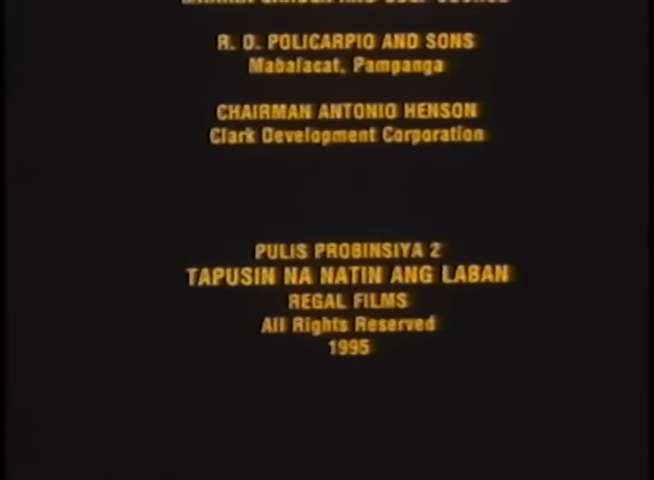 R. D. POLICARPIO AND SONS
Mabalacat, Pampanga
CHAIRMAN ANTONIO HENSON
Clark Development Corporation
PULIS PROBINSIYA 2
TAPUSIN NA NATIN ANG LABAN
REGAL FILMS
All Rights Reserved
1995